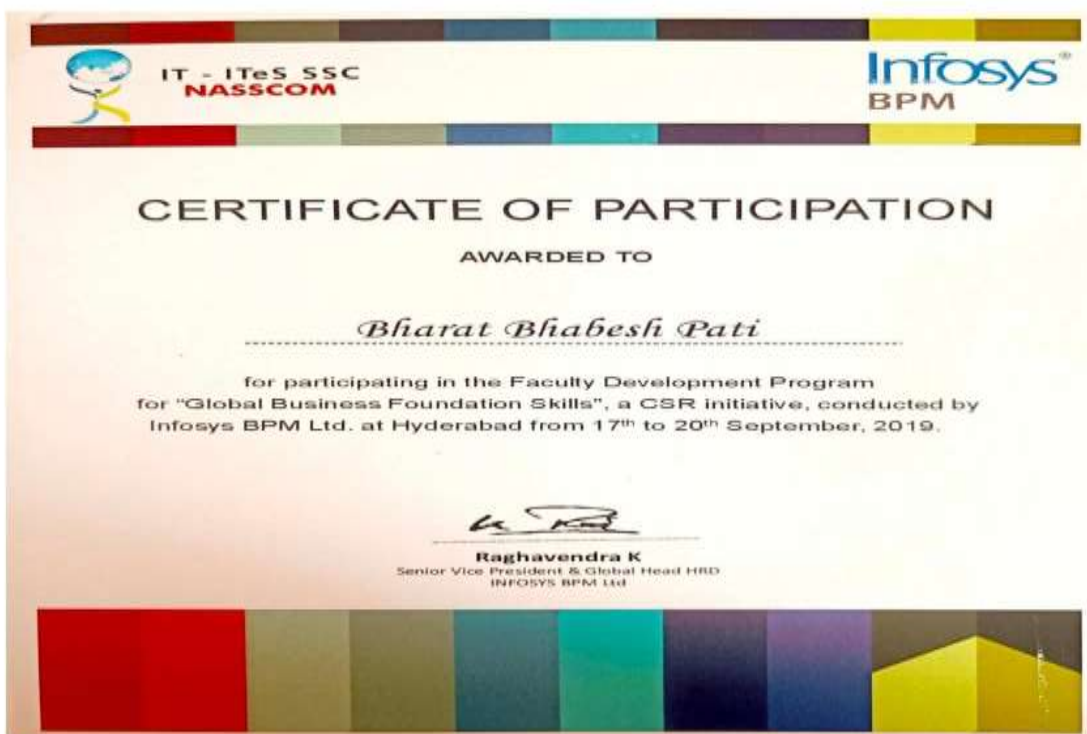 IT - ITeS SSC
NASSCOM
Infosys®
BPM
CERTIFICATE OF PARTICIPATION
AWARDED TO
Bharat Bhabesh Pati
for participating in the Faculty Development Program
for "Global Business Foundation Skills", a CSR initiative, conducted by
Infosys BPM Ltd. at Hyderabad from 17th to 20th September, 2019.
Raghavendra K
Senior Vice President & Global Head HRD
INFOSYS BPM Ltd